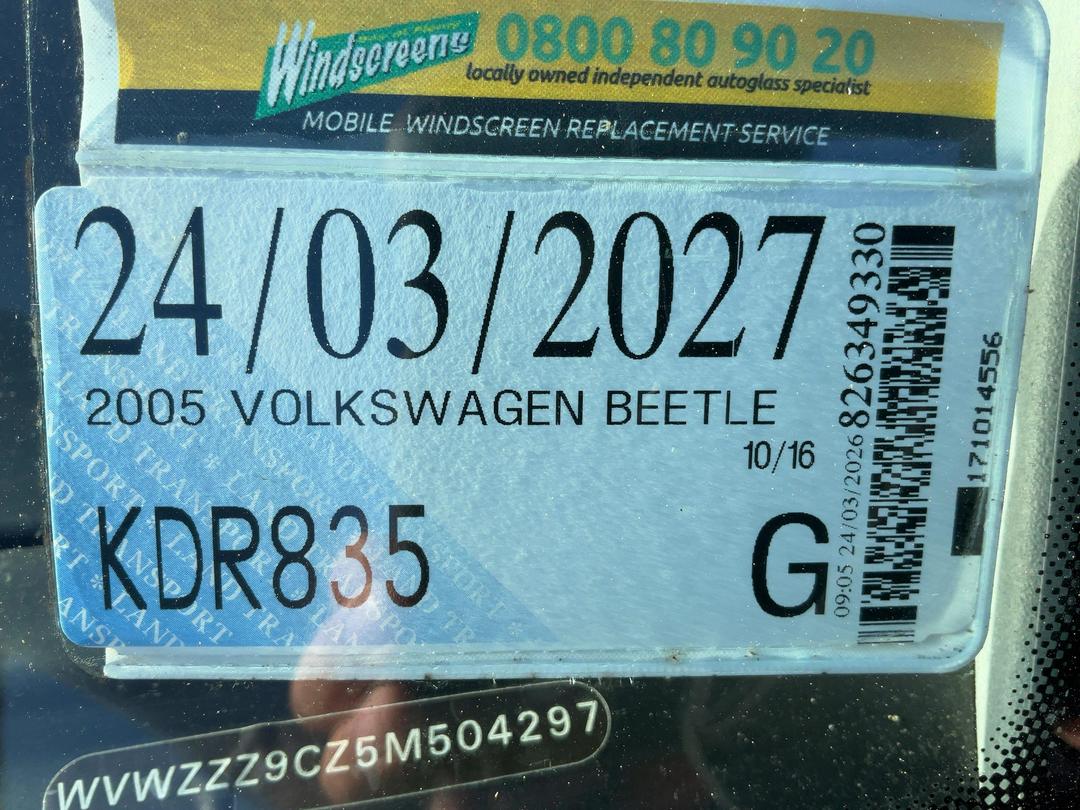 Windscreens 0800 80 90 20
locally owned independent autoglass specialist
MOBILE WINDSCREEN REPLACEMENT SERVICE
24/03/2027
2005 VOLKSWAGEN BEETLE
10/16
KDR835 G
09:05 24/03/2026 8263349330
171014556
WVWZZZ9CZ5M504297